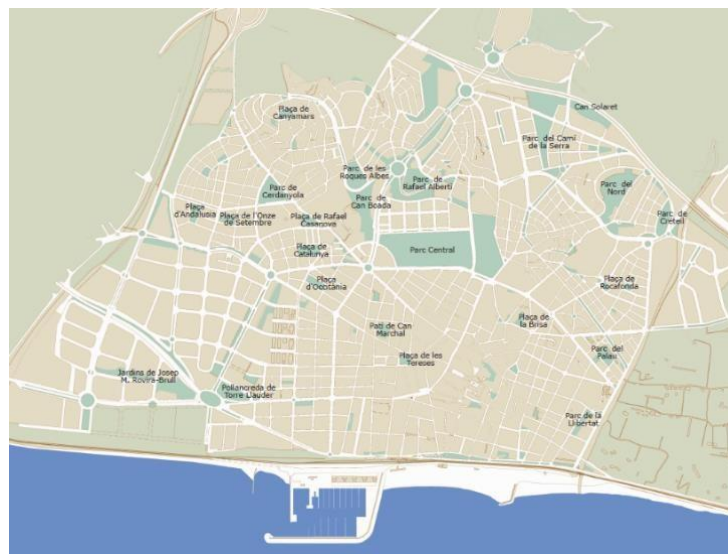 Plaça de
Canyamars
Can Solaret
Parc del Camí
de la Serra
Parc de les
Roques Albes
Parc de
Rafael Alberti
Parc de
Cerdanyola
Parc de
Can Boada
Parc del
Nord
Parc de
Creteil
Plaça
d'Andalusia
Plaça de l'Onze
de Setembre
Plaça de Rafael
Casanova
Plaça de
Catalunya
Parc Central
Plaça
d'Occitània
Plaça de
Rocafonda
Pati de Can
Marchal
Plaça de
la Brisa
Plaça de les
Tereses
Parc del
Palau
Jardins de Josep
M. Rovira-Brull
Poliancreda de
Torre Llauder
Parc de la
Llibertat